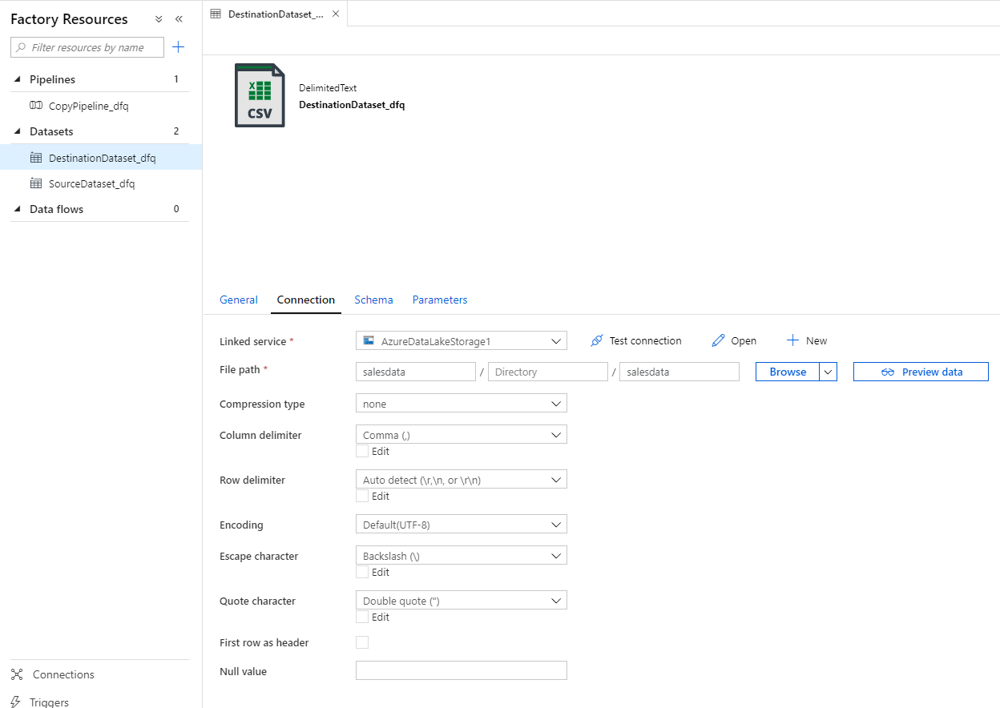 Factory Resources
Filter resources by name
Pipelines 1
CopyPipeline_dfq
Datasets 2
DestinationDataset_dfq
SourceDataset_dfq
Data flows 0
Connections
Triggers
DestinationDataset_...
CSV
DelimitedText
DestinationDataset_dfq
General Connection Schema Parameters
Linked service * AzureDataLakeStorage1 Test connection Open New
File path * salesdata / Directory / salesdata Browse Preview data
Compression type none
Column delimiter Comma (,)
Edit
Row delimiter Auto detect (\r,\n, or \r\n)
Edit
Encoding Default(UTF-8)
Escape character Backslash (\)
Edit
Quote character Double quote (")
Edit
First row as header
Null value